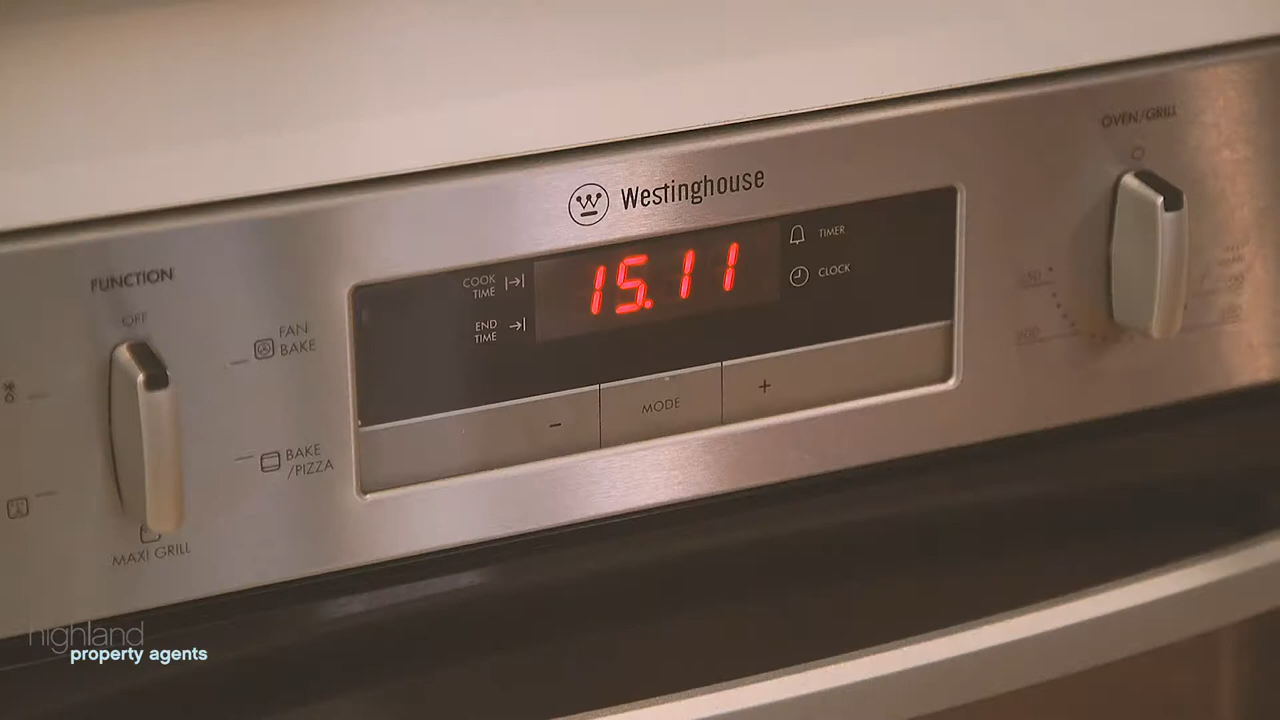 Westinghouse
OVEN/GRILL
FUNCTION
OFF
FAN
BAKE
BAKE
/PIZZA
MAXI GRILL
COOK
TIME
END
TIME
15.11
TIMER
CLOCK
-
MODE
+
highland
property agents